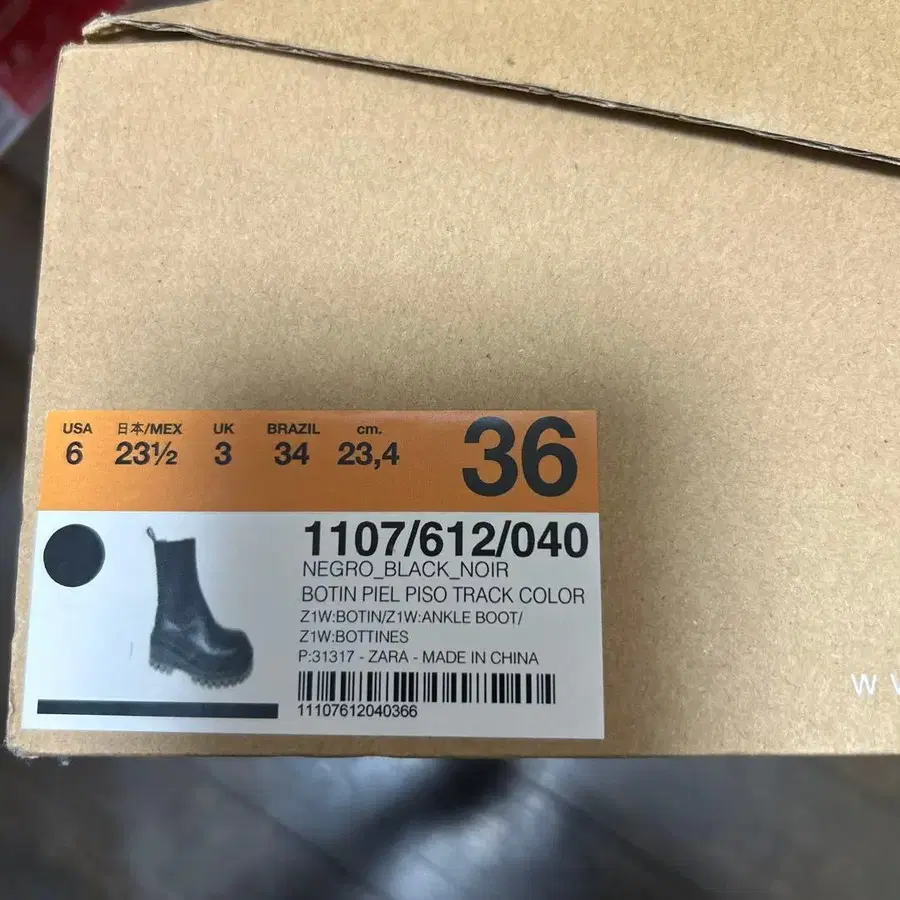 USA 日本/MEX UK BRAZIL cm.
6 23½ 3 34 23,4 36
1107/612/040
NEGRO_BLACK_NOIR
BOTIN PIEL PISO TRACK COLOR
Z1W:BOTIN/Z1W:ANKLE BOOT/
Z1W:BOTTINES
P:31317 - ZARA - MADE IN CHINA
11107612040366